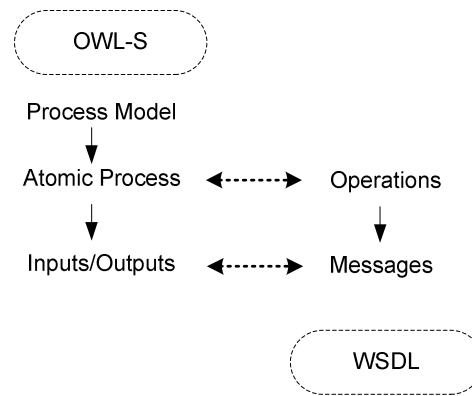 OWL-S
Process Model
Atomic Process
Operations
Inputs/Outputs
Messages
WSDL